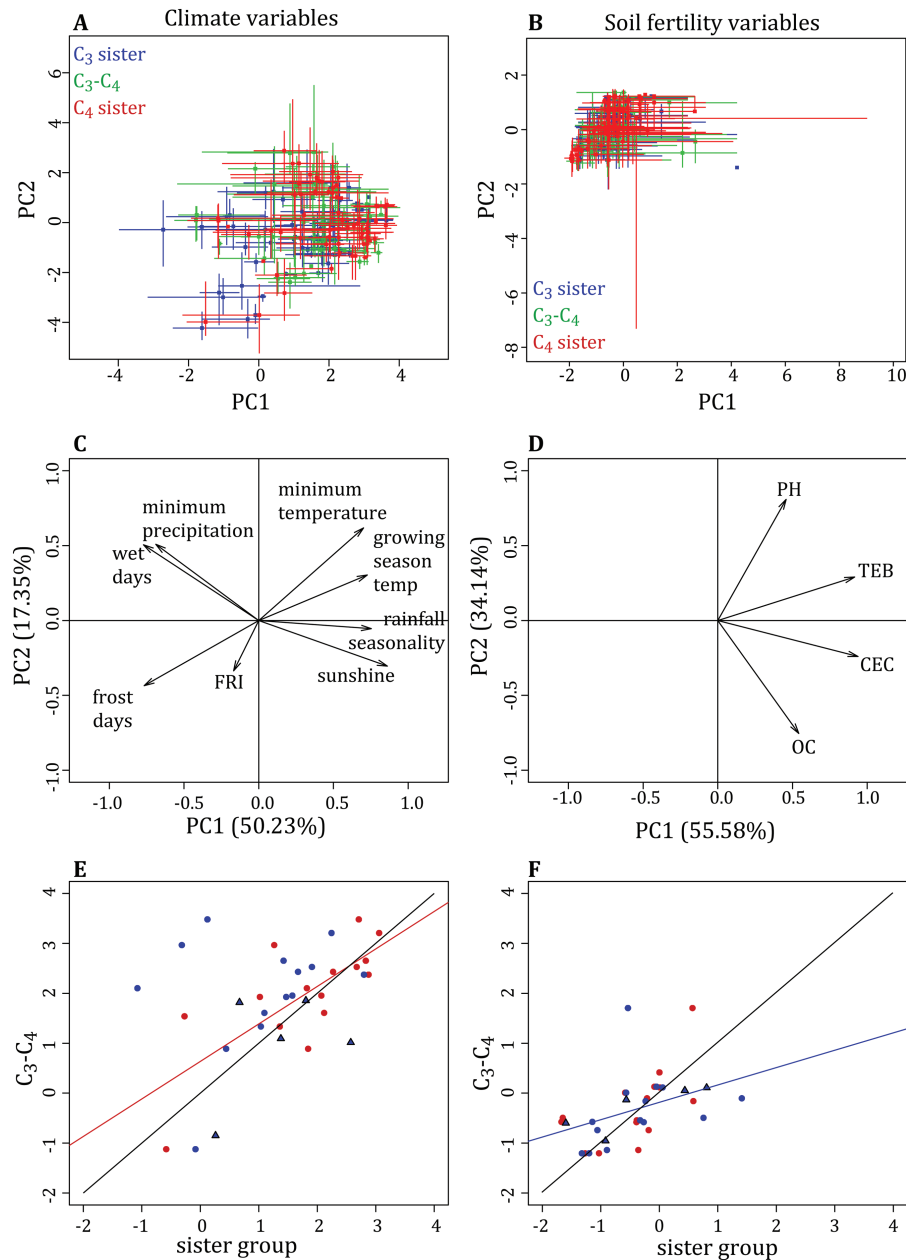 A
Climate variables
C3 sister
C3-C4
C4 sister
PC2
6
4
2
0
-2
-4
-4
-2
0
2
4
PC1
B
Soil fertility variables
PC2
2
0
-2
-4
-6
-8
C3 sister
C3-C4
C4 sister
-2
0
2
4
6
8
10
PC1
C
PC2 (17.35%)
1.0
0.5
0.0
-0.5
-1.0
minimum
precipitation
wet
days
minimum
temperature
growing
season
temp
rainfall
seasonality
sunshine
FRI
frost
days
-1.0
-0.5
0.0
0.5
1.0
PC1 (50.23%)
D
PC2 (34.14%)
1.0
0.5
0.0
-0.5
-1.0
PH
TEB
CEC
OC
-1.0
-0.5
0.0
0.5
1.0
PC1 (55.58%)
E
C3-C4
4
3
2
1
0
-1
-2
-2
-1
0
1
2
3
4
sister group
F
C3-C4
4
3
2
1
0
-1
-2
-2
-1
0
1
2
3
4
sister group